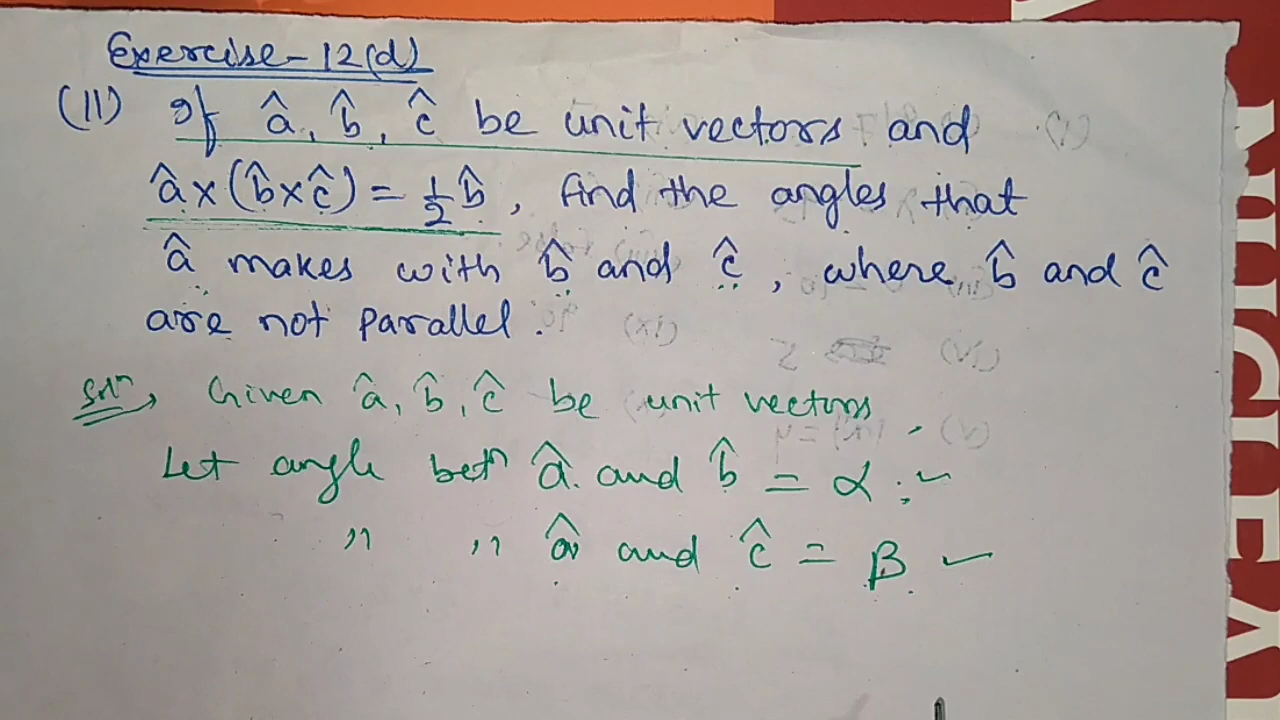 Exercise-12(d)
(11) If â, b̂, ĉ be unit vectors and
â×(b̂×ĉ) = 1/2 b̂, find the angles that
â makes with b̂ and ĉ, where b̂ and ĉ
are not parallel.
Solⁿ, Given â, b̂, ĉ be unit vectors,
Let angle betⁿ â and b̂ = α;
,, ,, â and ĉ = β